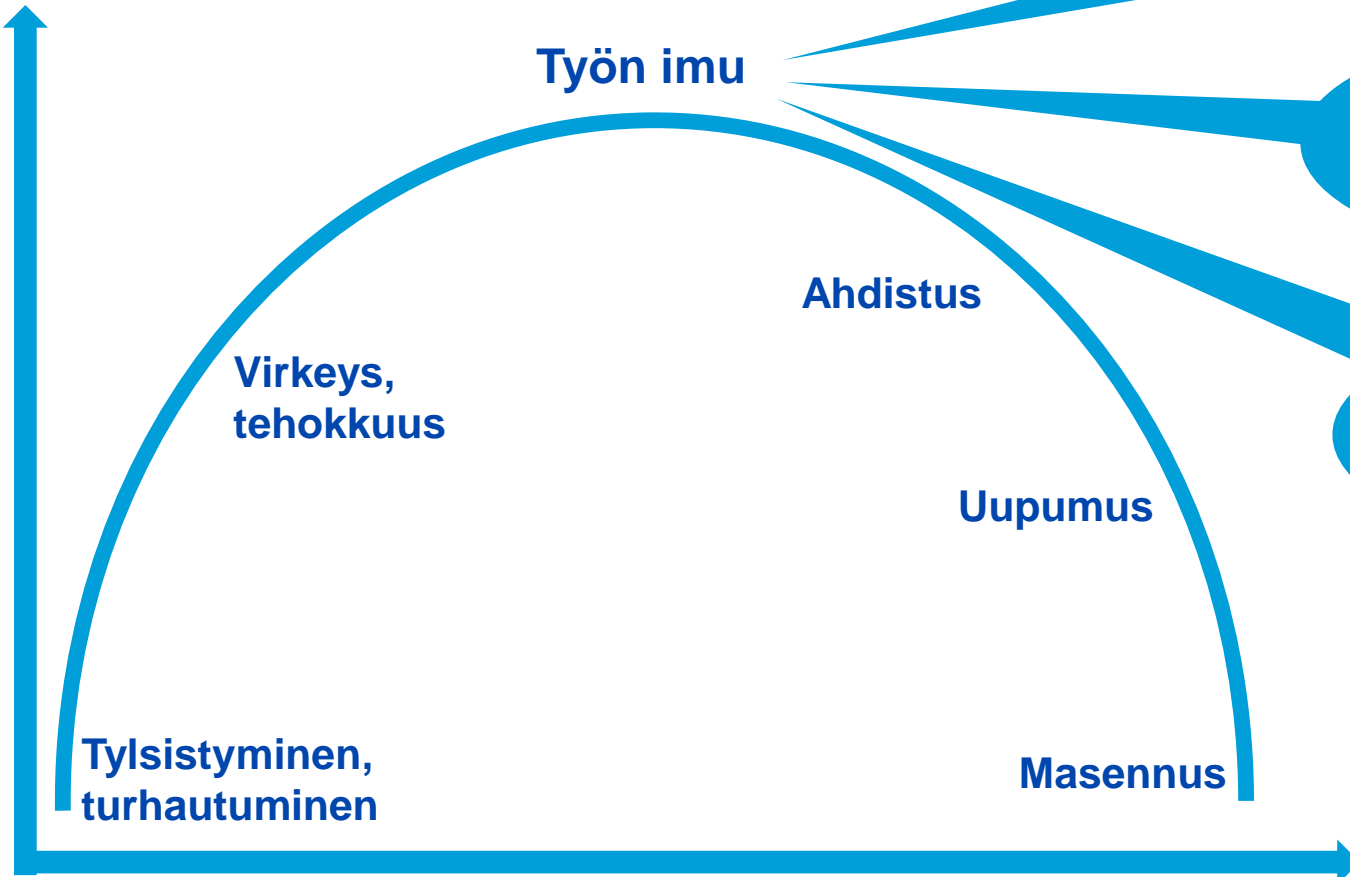 Työn imu
Ahdistus
Virkeys,
tehokkuus
Uupumus
Tylsistyminen,
turhautuminen
Masennus